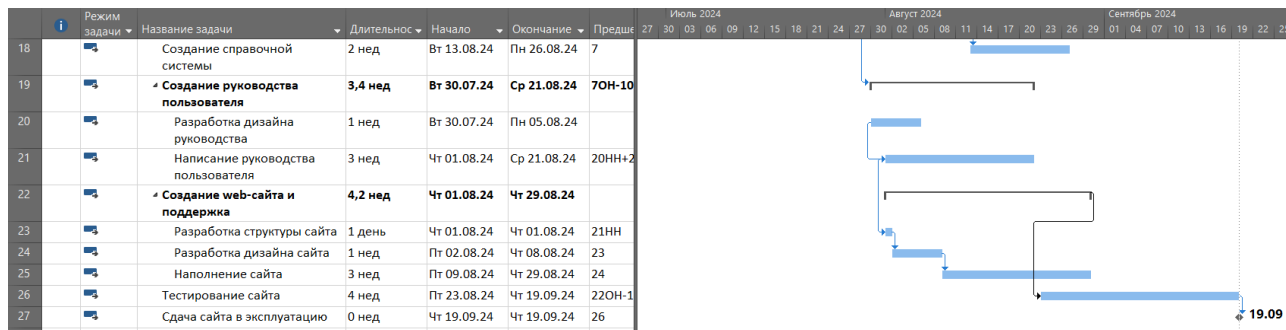 Июль 2024 Август 2024 Сентябрь 2024
Режим
задачи Название задачи Длительнос Начало Окончание Предше 27 30 03 06 09 12 15 18 21 24 27 30 02 05 08 11 14 17 20 23 26 29 01 04 07 10 13 16 19 22
18 Создание справочной 2 нед Вт 13.08.24 Пн 26.08.24 7
системы
19 Создание руководства 3,4 нед Вт 30.07.24 Ср 21.08.24 7ОН-10
пользователя
20 Разработка дизайна 1 нед Вт 30.07.24 Пн 05.08.24
руководства
21 Написание руководства 3 нед Чт 01.08.24 Ср 21.08.24 20НН+2
пользователя
22 Создание web-сайта и 4,2 нед Чт 01.08.24 Чт 29.08.24
поддержка
23 Разработка структуры сайта 1 день Чт 01.08.24 Чт 01.08.24 21НН
24 Разработка дизайна сайта 1 нед Пт 02.08.24 Чт 08.08.24 23
25 Наполнение сайта 3 нед Пт 09.08.24 Чт 29.08.24 24
26 Тестирование сайта 4 нед Пт 23.08.24 Чт 19.09.24 22ОН-1
27 Сдача сайта в эксплуатацию 0 нед Чт 19.09.24 Чт 19.09.24 26 19.09